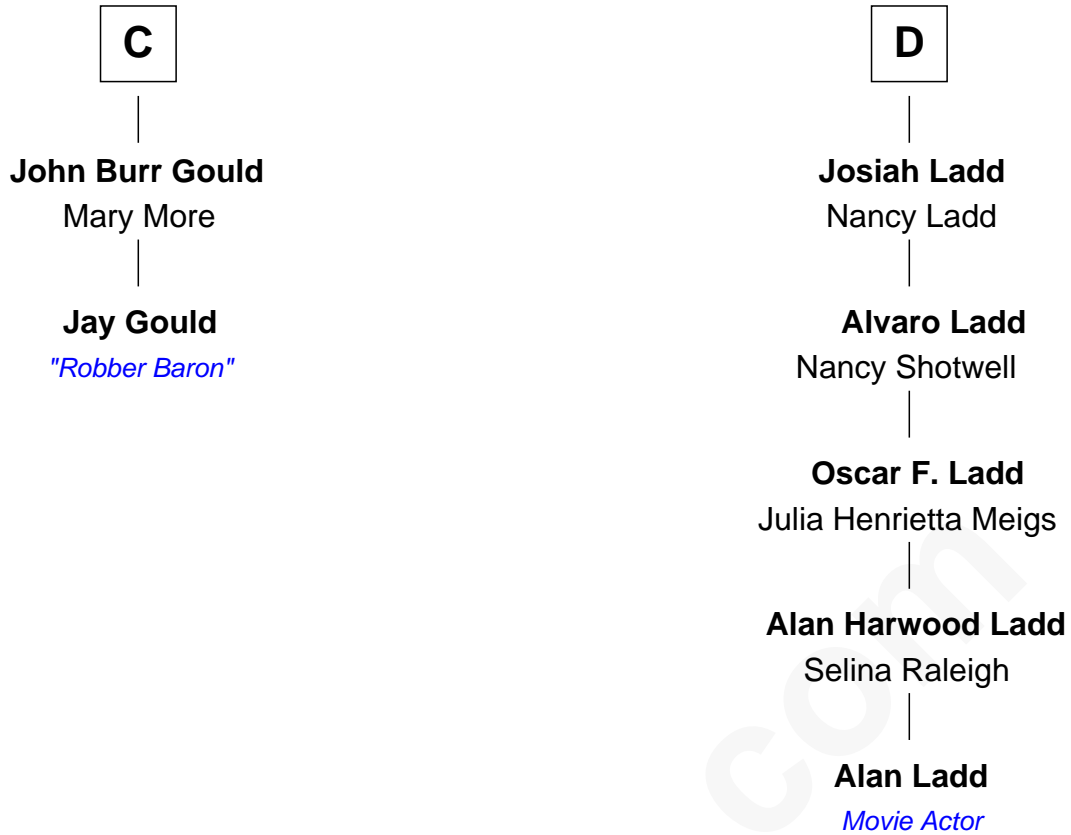 C
John Burr Gould
Mary More
Jay Gould
"Robber Baron"
D
Josiah Ladd
Nancy Ladd
Alvaro Ladd
Nancy Shotwell
Oscar F. Ladd
Julia Henrietta Meigs
Alan Harwood Ladd
Selina Raleigh
Alan Ladd
Movie Actor
com